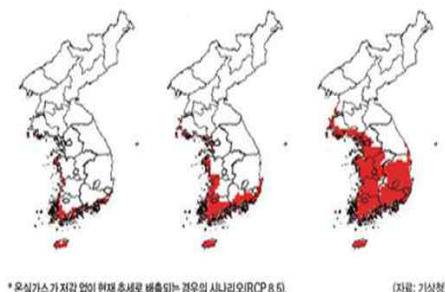 * 온실가스가 저감 없이 현재 추세로 배출되는 경우의 시나리오(RCP 8.5).
(자료: 기상청